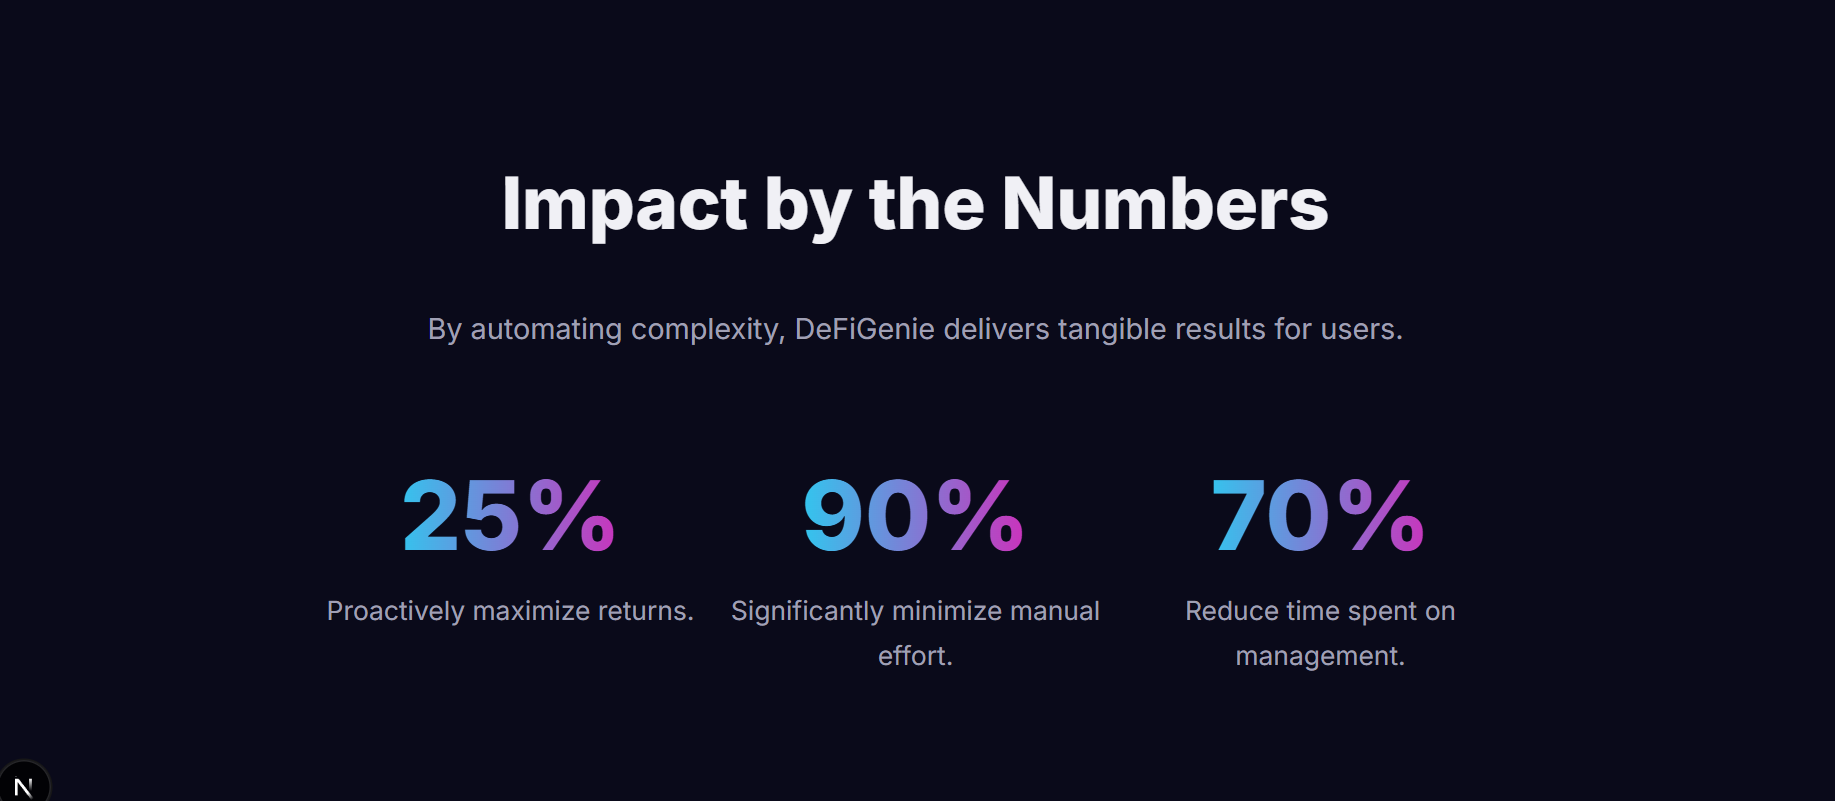 Impact by the Numbers
By automating complexity, DeFiGenie delivers tangible results for users.
25%
90%
70%
Proactively maximize returns.
Significantly minimize manual
effort.
Reduce time spent on
management.
N